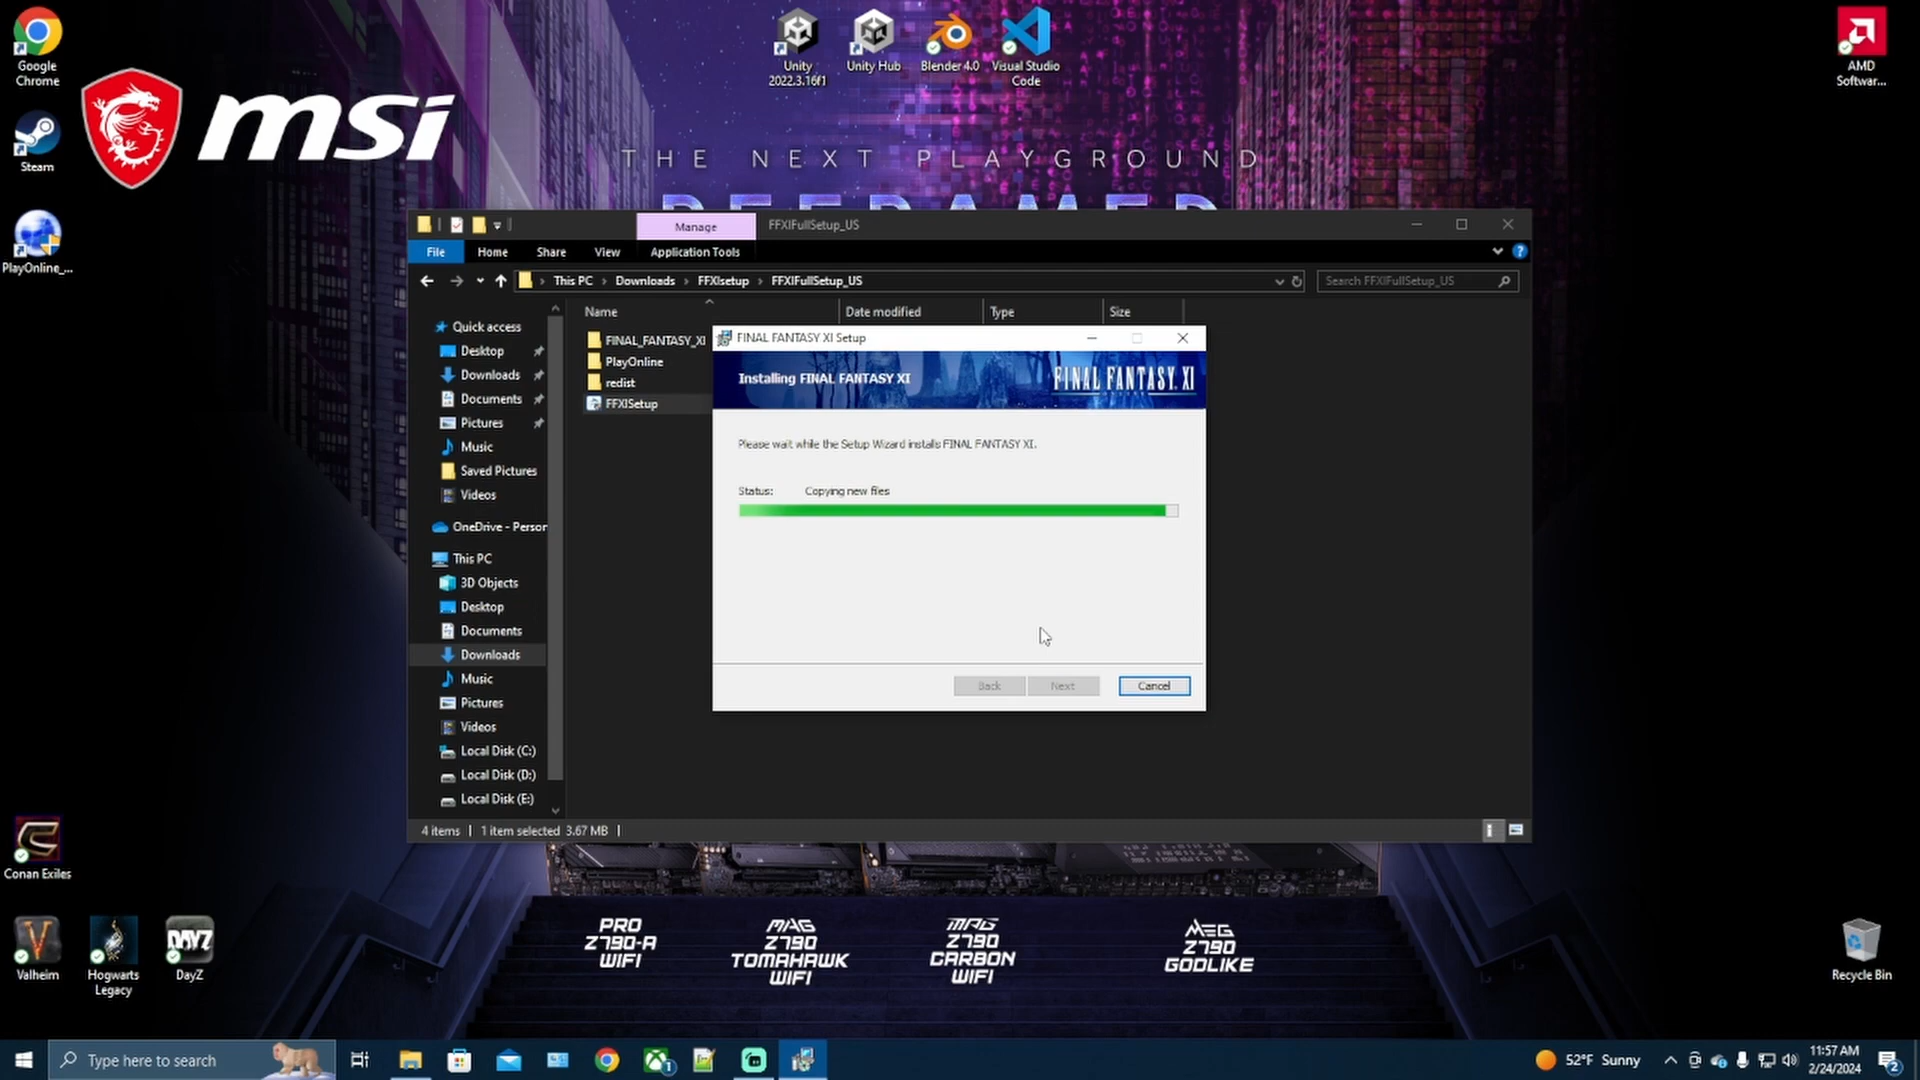 Google
Chrome
Steam
PlayOnline_...
msi
Unity
2022.3.16f1
Unity Hub
Blender 4.0
Visual Studio
Code
AMD
Softwar...
THE NEXT PLAYGROUND
Manage
FFXIFullSetup_US
File
Home
Share
View
Application Tools
This PC
Downloads
FFXIsetup
FFXIFullSetup_US
Search FFXIFullSetup_US
Name
Date modified
Type
Size
Quick access
Desktop
Downloads
Documents
Pictures
Music
Saved Pictures
Videos
OneDrive - Person
This PC
3D Objects
Desktop
Documents
Downloads
Music
Pictures
Videos
Local Disk (C:)
Local Disk (D:)
Local Disk (E:)
FINAL_FANTASY_XI
PlayOnline
redist
FFXISetup
FINAL FANTASY XI Setup
Installing FINAL FANTASY XI
FINAL FANTASY XI
Please wait while the Setup Wizard installs FINAL FANTASY XI.
Status: Copying new files
Back
Next
Cancel
4 items
1 item selected 3.67 MB
Conan Exiles
Valheim
Hogwarts
Legacy
DAYZ
DayZ
PRO
Z790-A
WIFI
MAG
Z790
TOMAHAWK
WIFI
MPG
Z790
CARBON
WIFI
MEG
Z790
GODLIKE
Recycle Bin
Type here to search
1
52°F Sunny
11:57 AM
2/24/2024
2